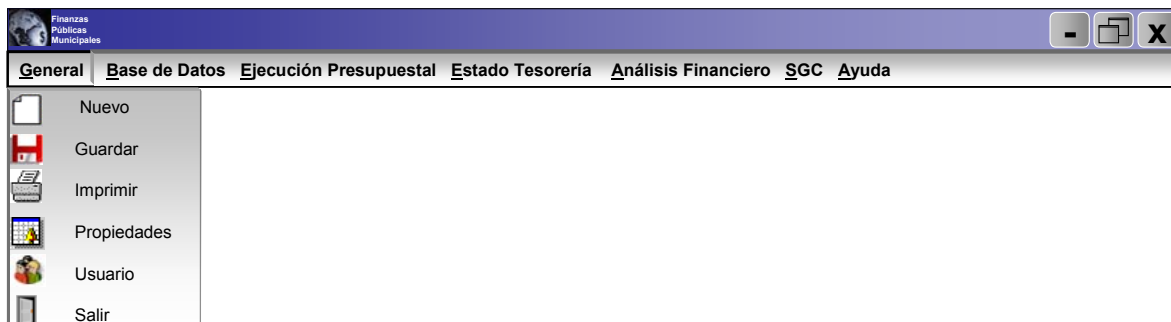 Finanzas
Públicas
Municipales
- X
General Base de Datos Ejecución Presupuestal Estado Tesorería Análisis Financiero SGC Ayuda
Nuevo
Guardar
Imprimir
Propiedades
Usuario
Salir